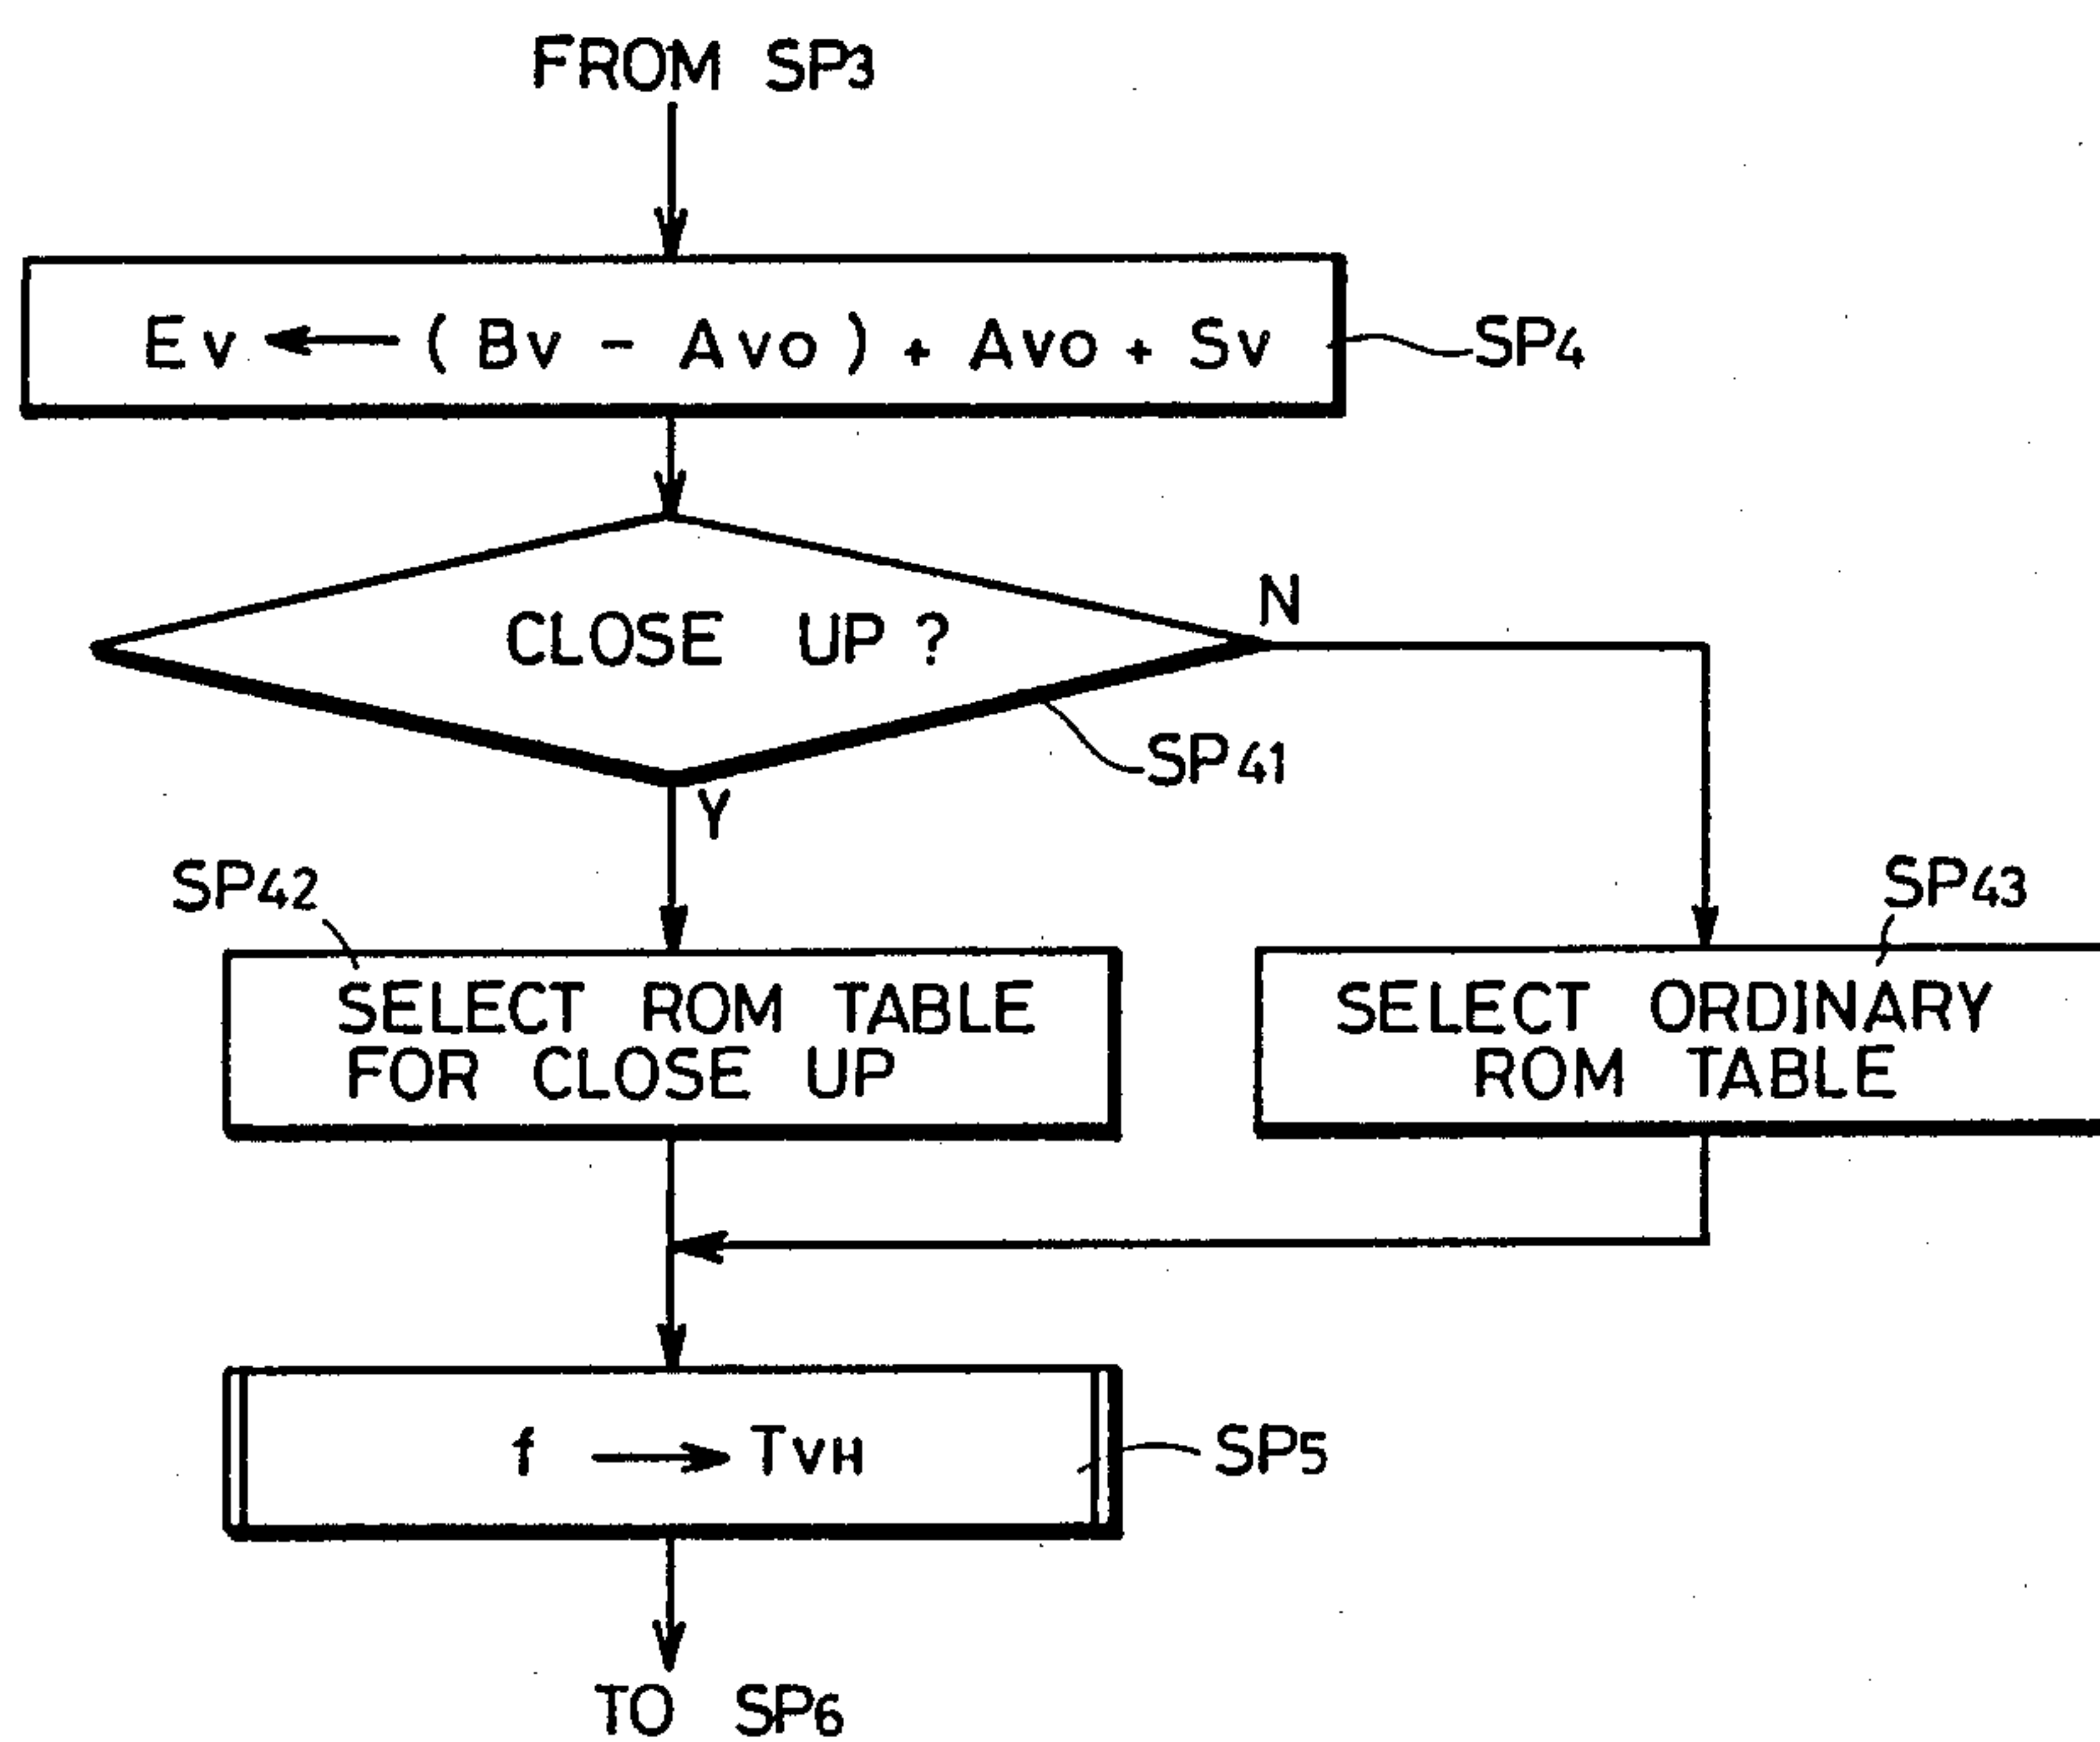 FROM SP3
Ev ← (Bv - Avo) + Avo + Sv
SP4
CLOSE UP ?
N
SP41
Y
SP42
SP43
SELECT ROM TABLE
FOR CLOSE UP
SELECT ORDINARY
ROM TABLE
f → TVH
SP5
TO SP6